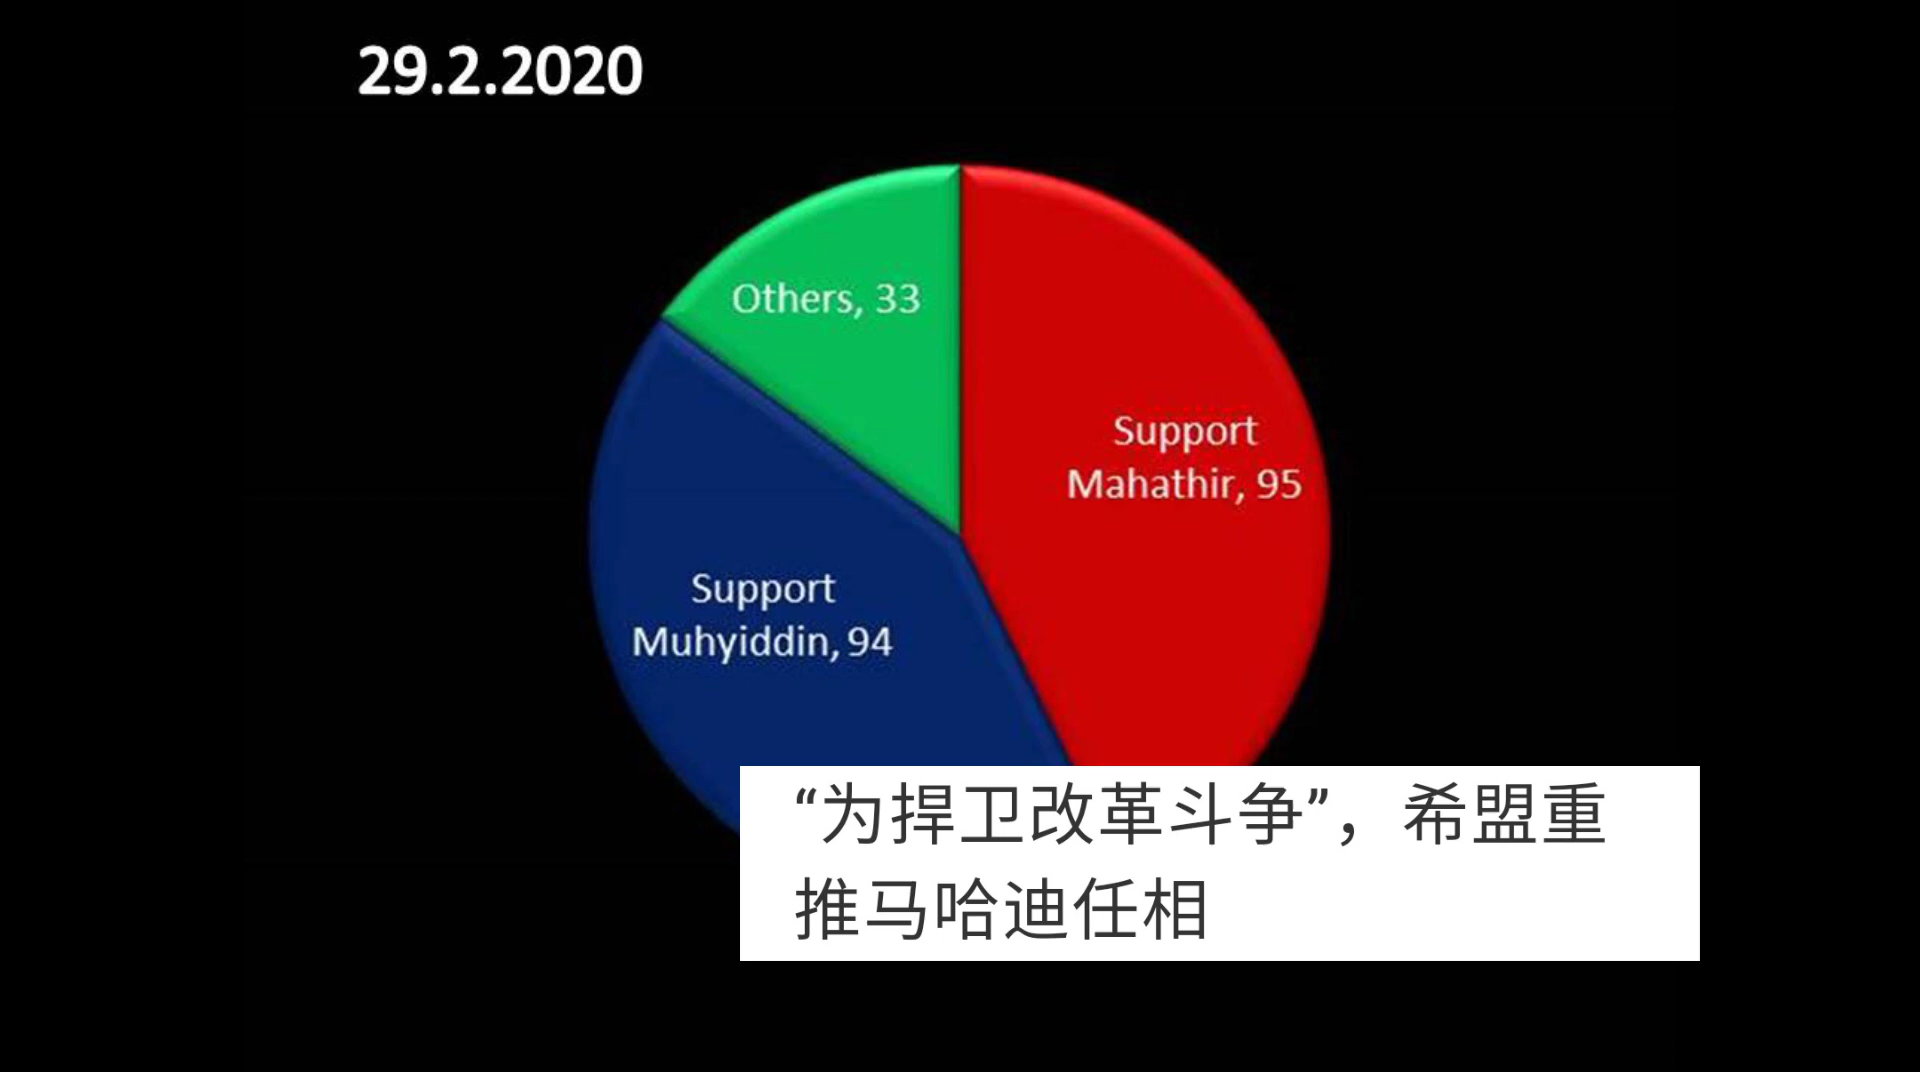 29.2.2020
Others, 33
Support
Mahathir, 95
Support
Muhyiddin, 94
“为捍卫改革斗争”，希盟重
推马哈迪任相